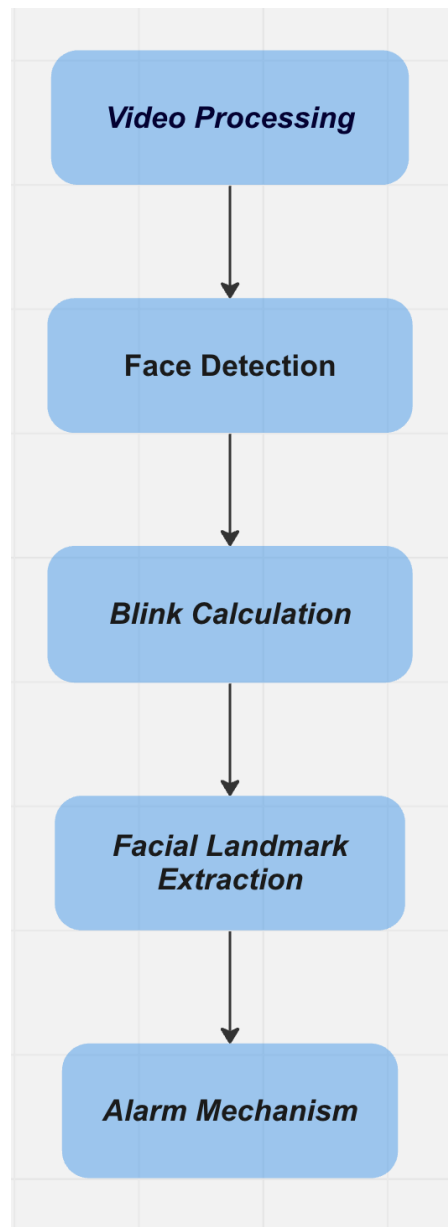 Video Processing
Face Detection
Blink Calculation
Facial Landmark
Extraction
Alarm Mechanism